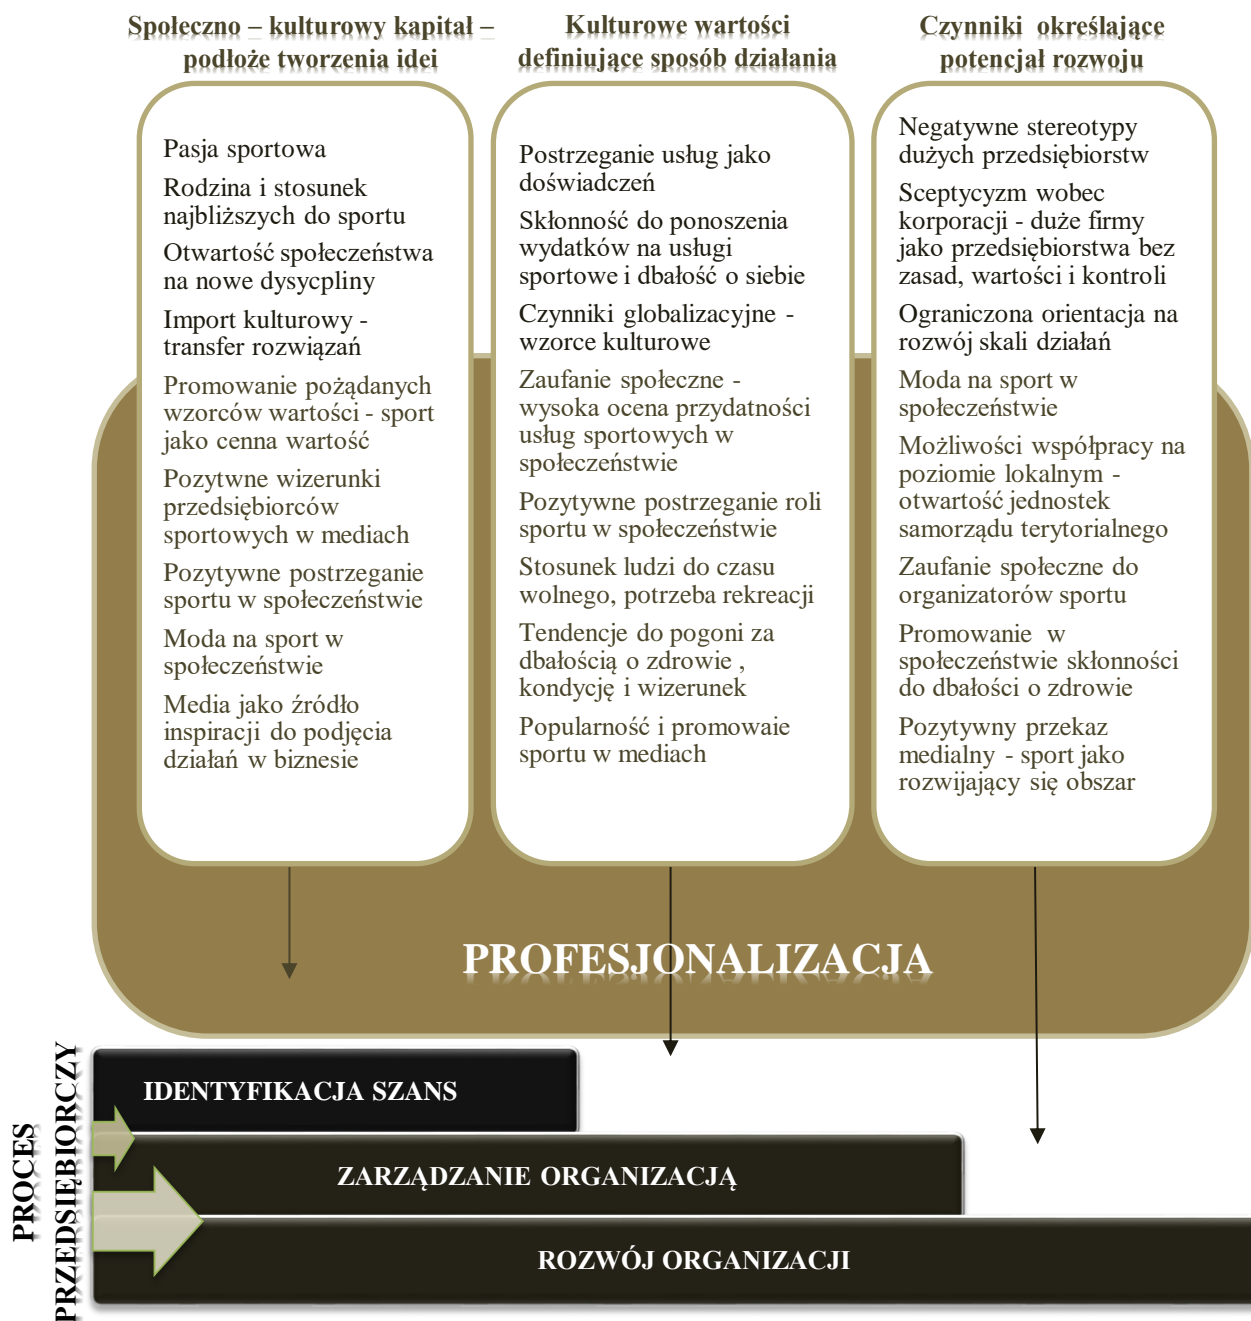 Społeczno – kulturowy kapitał –
podłoże tworzenia idei
Kulturowe wartości
definiujące sposób działania
Czynniki określające
potencjał rozwoju
Pasja sportowa
Rodzina i stosunek
najbliższych do sportu
Otwartość społeczeństwa
na nowe dysycpliny
Import kulturowy -
transfer rozwiązań
Promowanie pożądanych
wzorców wartości - sport
jako cenna wartość
Pozytwne wizerunki
przedsiębiorców
sportowych w mediach
Pozytywne postrzeganie
sportu w społeczeństwie
Moda na sport w
społeczeństwie
Media jako źródło
inspiracji do podjęcia
działań w biznesie
Postrzeganie usług jako
doświadczeń
Skłonność do ponoszenia
wydatków na usługi
sportowe i dbałość o siebie
Czynniki globalizacyjne -
wzorce kulturowe
Zaufanie społeczne -
wysoka ocena przydatności
usług sportowych w
społeczeństwie
Pozytywne postrzeganie roli
sportu w społeczeństwie
Stosunek ludzi do czasu
wolnego, potrzeba rekreacji
Tendencje do pogoni za
dbałością o zdrowie ,
kondycję i wizerunek
Popularność i promowaie
sportu w mediach
Negatywne stereotypy
dużych przedsiębiorstw
Sceptycyzm wobec
korporacji - duże firmy
jako przedsiębiorstwa bez
zasad, wartości i kontroli
Ograniczona orientacja na
rozwój skali działań
Moda na sport w
społeczeństwie
Możliwości współpracy na
poziomie lokalnym -
otwartość jednostek
samorządu terytorialnego
Zaufanie społeczne do
organizatorów sportu
Promowanie w
społeczeństwie skłonności
do dbałości o zdrowie
Pozytywny przekaz
medialny - sport jako
rozwijający się obszar
PROFESJONALIZACJA
PROCES
PRZEDSIĘBIORCZY
IDENTYFIKACJA SZANS
ZARZĄDZANIE ORGANIZACJĄ
ROZWÓJ ORGANIZACJI